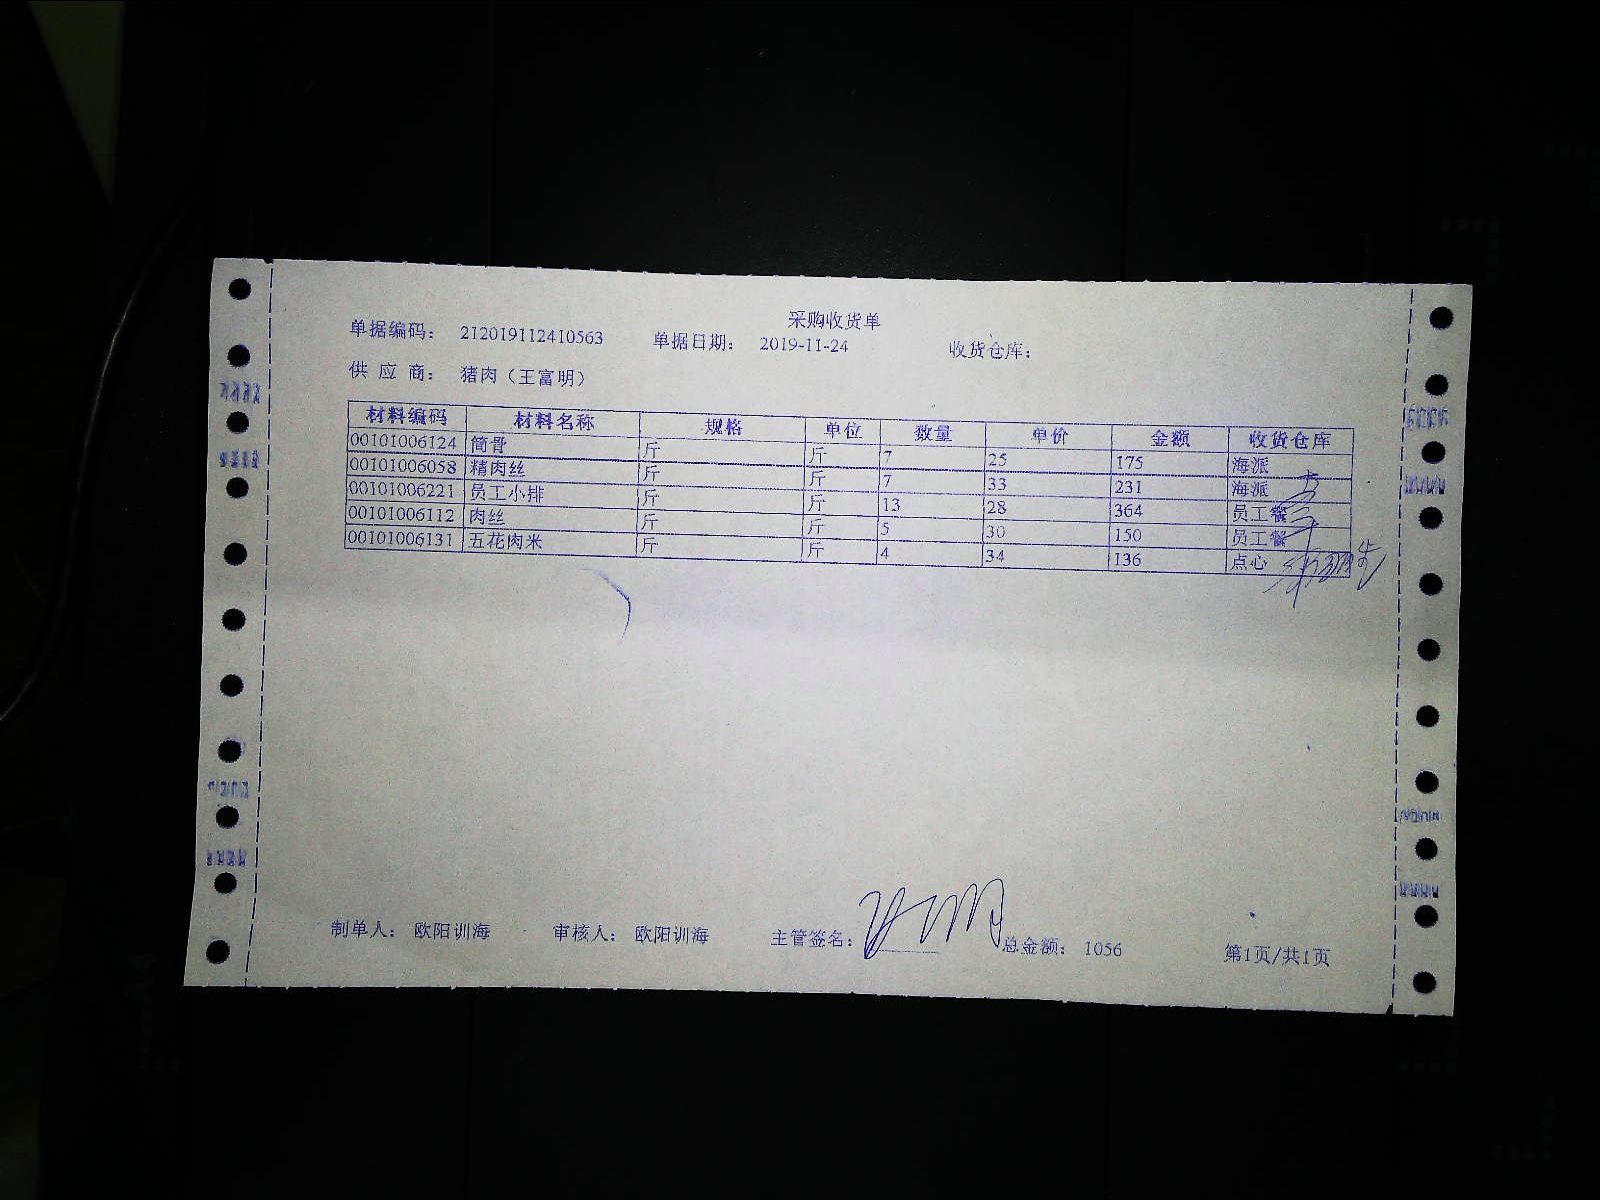 采购收货单
单据编码： 212019112410563 单据日期： 2019-11-24 收货仓库：
供 应 商： 猪肉（王富明）
材料编码 材料名称 规格 单位 数量 单价 金额 收货仓库
00101006124 筒骨 斤 斤 7 25 175 海派
00101006058 精肉丝 斤 斤 7 33 231 海派
00101006221 员工小排 斤 斤 13 28 364 员工餐
00101006112 肉丝 斤 斤 5 30 150 员工餐
00101006131 五花肉米 斤 斤 4 34 136 点心
制单人： 欧阳训海 审核人： 欧阳训海 主管签名： 总金额： 1056 第1页/共1页